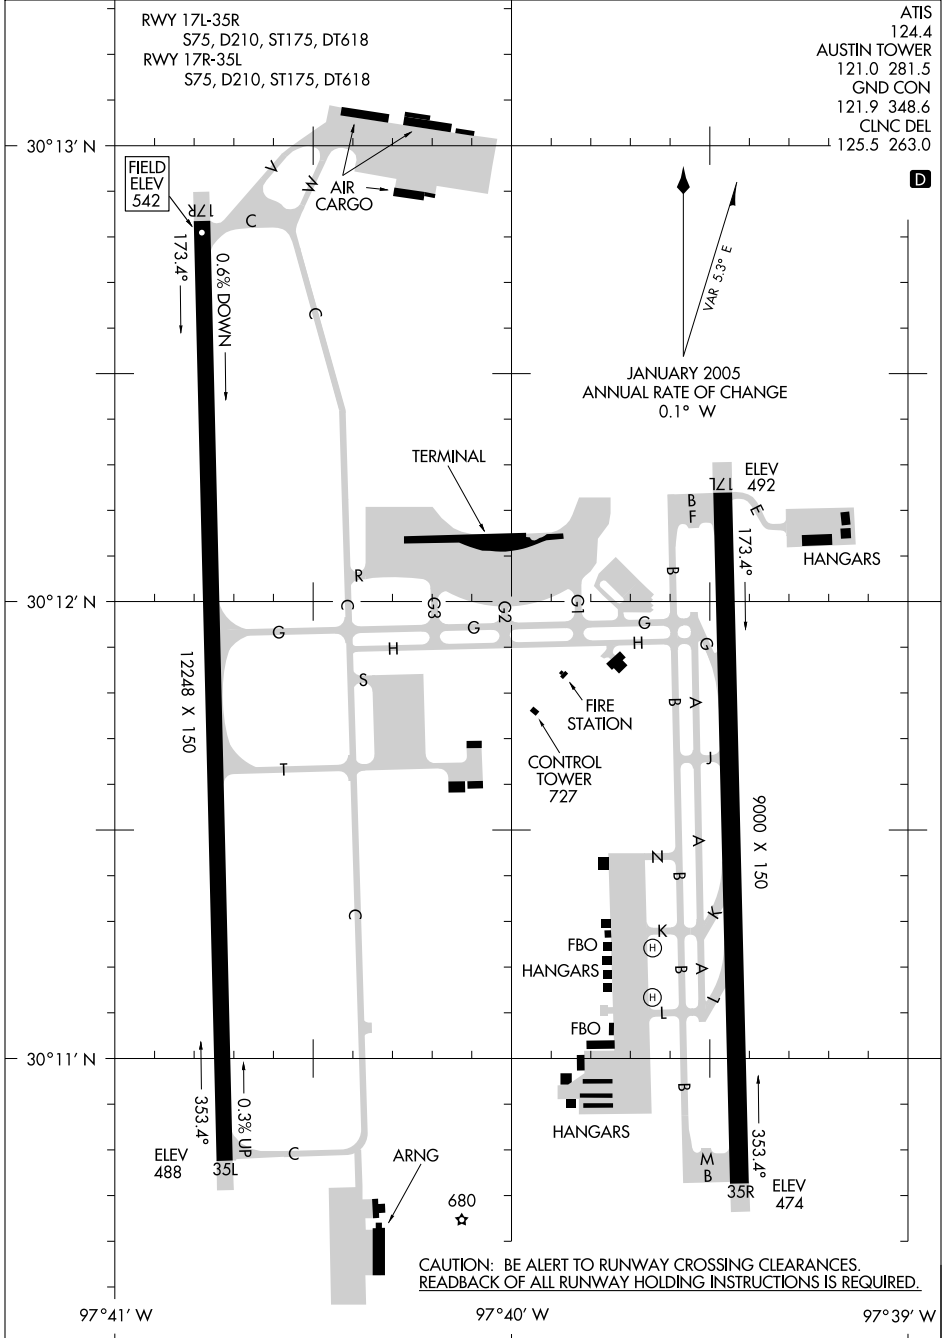 RWY 17L-35R
S75, D210, ST175, DT618
RWY 17R-35L
S75, D210, ST175, DT618
ATIS
124.4
AUSTIN TOWER
121.0 281.5
GND CON
121.9 348.6
CLNC DEL
125.5 263.0
D
30°13' N
FIELD
ELEV
542
V
W
AIR
CARGO
17R
C
173.4°
0.6% DOWN
C
VAR 5.3° E
JANUARY 2005
ANNUAL RATE OF CHANGE
0.1° W
TERMINAL
17L
ELEV
492
B
F
E
HANGARS
173.4°
B
R
30°12' N
C
G3
G2
G1
G
G
G
H
H
G
S
B
A
FIRE
STATION
CONTROL
TOWER
727
J
T
12248 X 150
9000 X 150
A
N
B
C
K
K
H
FBO
HANGARS
B
A
H
L
L
FBO
30°11' N
B
353.4°
0.3% UP
353.4°
HANGARS
C
ELEV
488
35L
ARNG
M
B
35R
ELEV
474
680
CAUTION: BE ALERT TO RUNWAY CROSSING CLEARANCES.
READBACK OF ALL RUNWAY HOLDING INSTRUCTIONS IS REQUIRED.
97°41' W
97°40' W
97°39' W